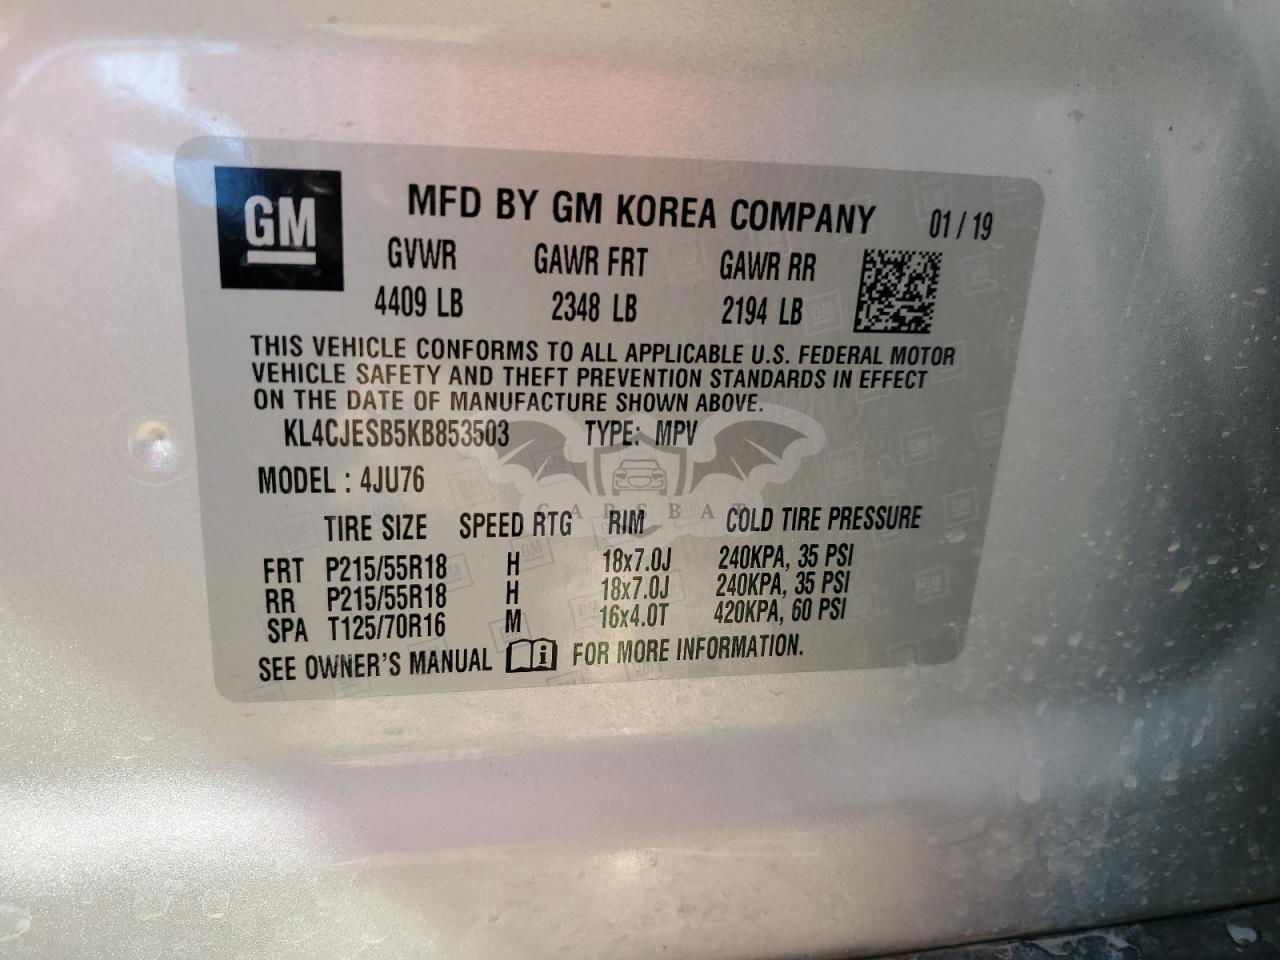 GM
MFD BY GM KOREA COMPANY 01 / 19
GVWR GAWR FRT GAWR RR
4409 LB 2348 LB 2194 LB
THIS VEHICLE CONFORMS TO ALL APPLICABLE U.S. FEDERAL MOTOR
VEHICLE SAFETY AND THEFT PREVENTION STANDARDS IN EFFECT
ON THE DATE OF MANUFACTURE SHOWN ABOVE.
KL4CJESB5KB853503 TYPE: MPV
MODEL : 4JU76
CARSBAT
TIRE SIZE SPEED RTG RIM COLD TIRE PRESSURE
FRT P215/55R18 H 18x7.0J 240KPA, 35 PSI
RR P215/55R18 H 18x7.0J 240KPA, 35 PSI
SPA T125/70R16 M 16x4.0T 420KPA, 60 PSI
SEE OWNER'S MANUAL i FOR MORE INFORMATION.